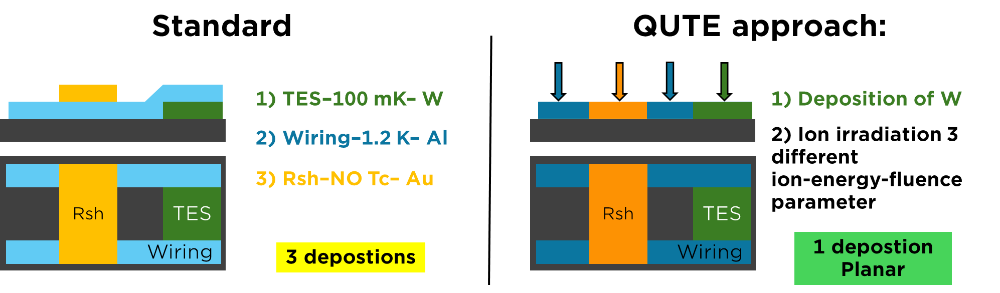 Standard
1) TES–100 mK– W
2) Wiring–1.2 K– Al
3) Rsh–NO Tc– Au
Rsh
TES
Wiring
3 depostions
QUTE approach:
1) Deposition of W
2) Ion irradiation 3
different
ion-energy-fluence
parameter
Rsh
TES
Wiring
1 depostion
Planar